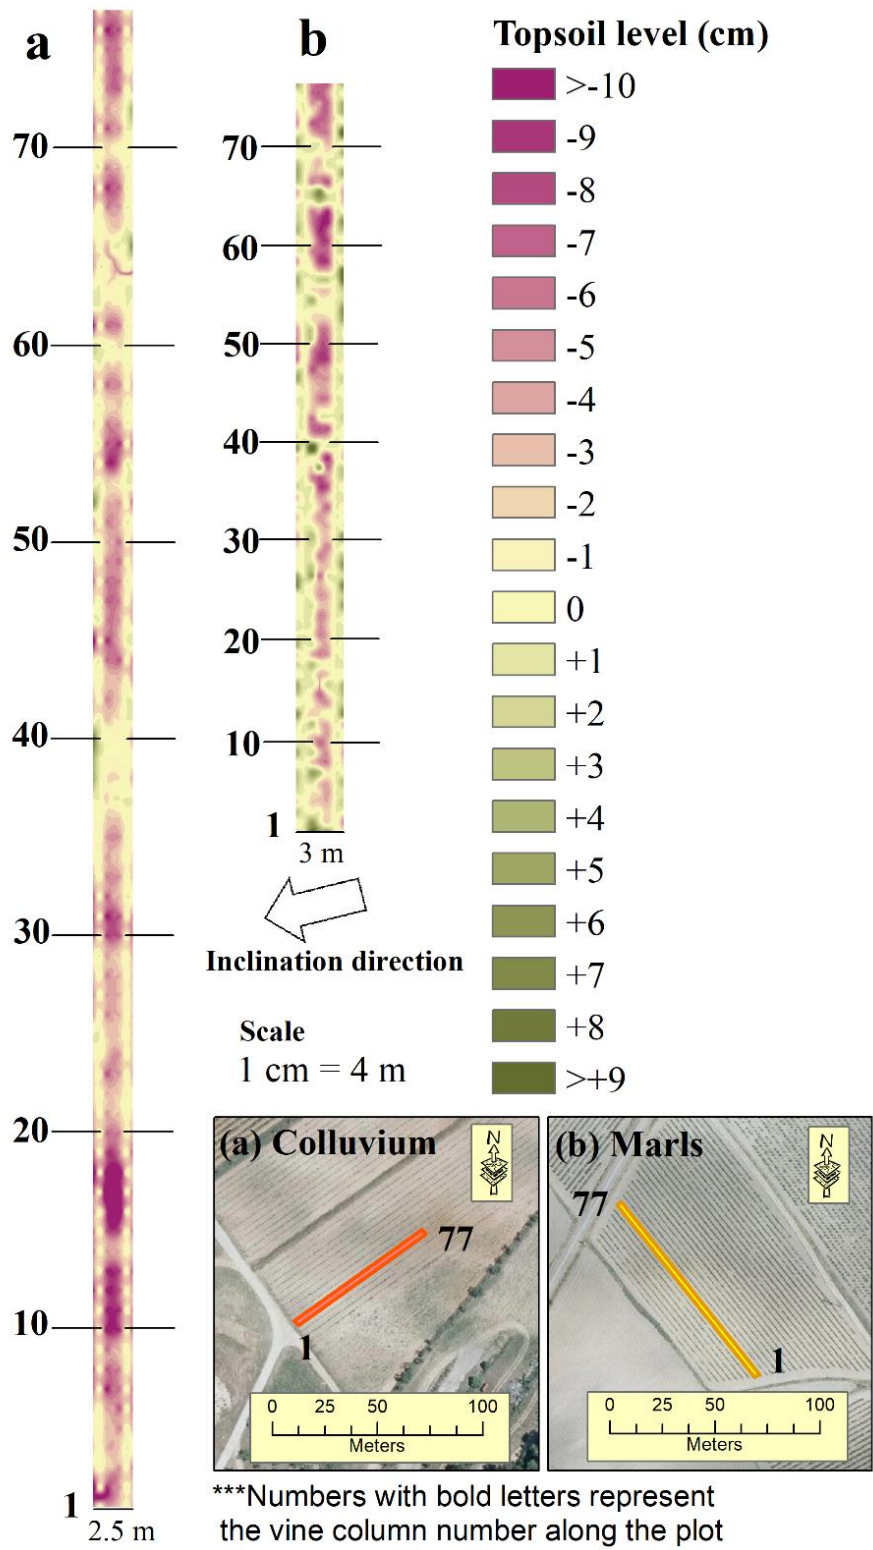 a
70
60
50
40
30
20
10
1
2.5 m
b
70
60
50
40
30
20
10
1
3 m
Inclination direction
Scale
1 cm = 4 m
Topsoil level (cm)
>-10
-9
-8
-7
-6
-5
-4
-3
-2
-1
0
+1
+2
+3
+4
+5
+6
+7
+8
>+9
(a) Colluvium
N
77
1
0 25 50 100
Meters
(b) Marls
N
77
1
0 25 50 100
Meters
***Numbers with bold letters represent
the vine column number along the plot